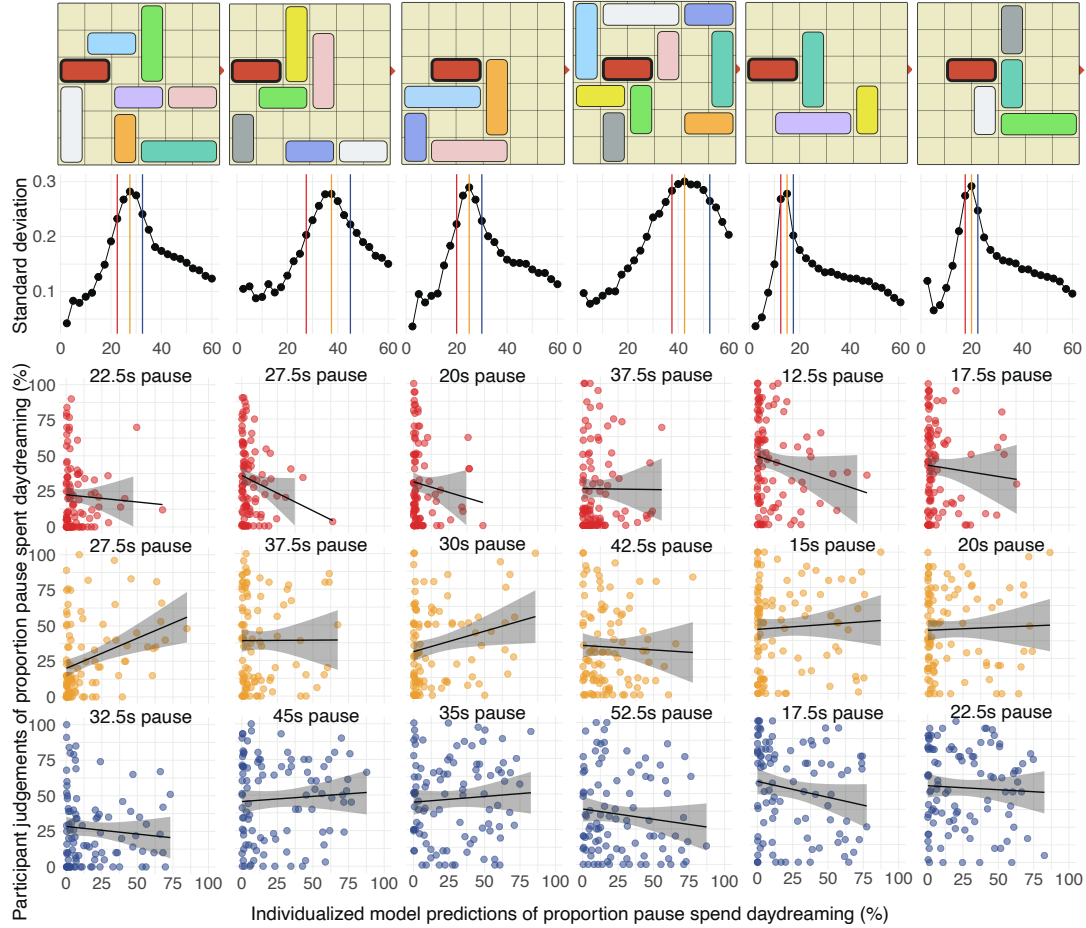 Standard deviation
0.3
0.2
0.1
0 20 40 60 0 20 40 60 0 20 40 60 0 20 40 60 0 20 40 60 0 20 40 60
Participant judgements of proportion pause spent daydreaming (%)
22.5s pause 27.5s pause 20s pause 37.5s pause 12.5s pause 17.5s pause
100
75
50
25
0
27.5s pause 37.5s pause 30s pause 42.5s pause 15s pause 20s pause
100
75
50
25
0
32.5s pause 45s pause 35s pause 52.5s pause 17.5s pause 22.5s pause
100
75
50
25
0
0 25 50 75 100 0 25 50 75 100 0 25 50 75 100 0 25 50 75 100 0 25 50 75 100 0 25 50 75 100
Individualized model predictions of proportion pause spend daydreaming (%)